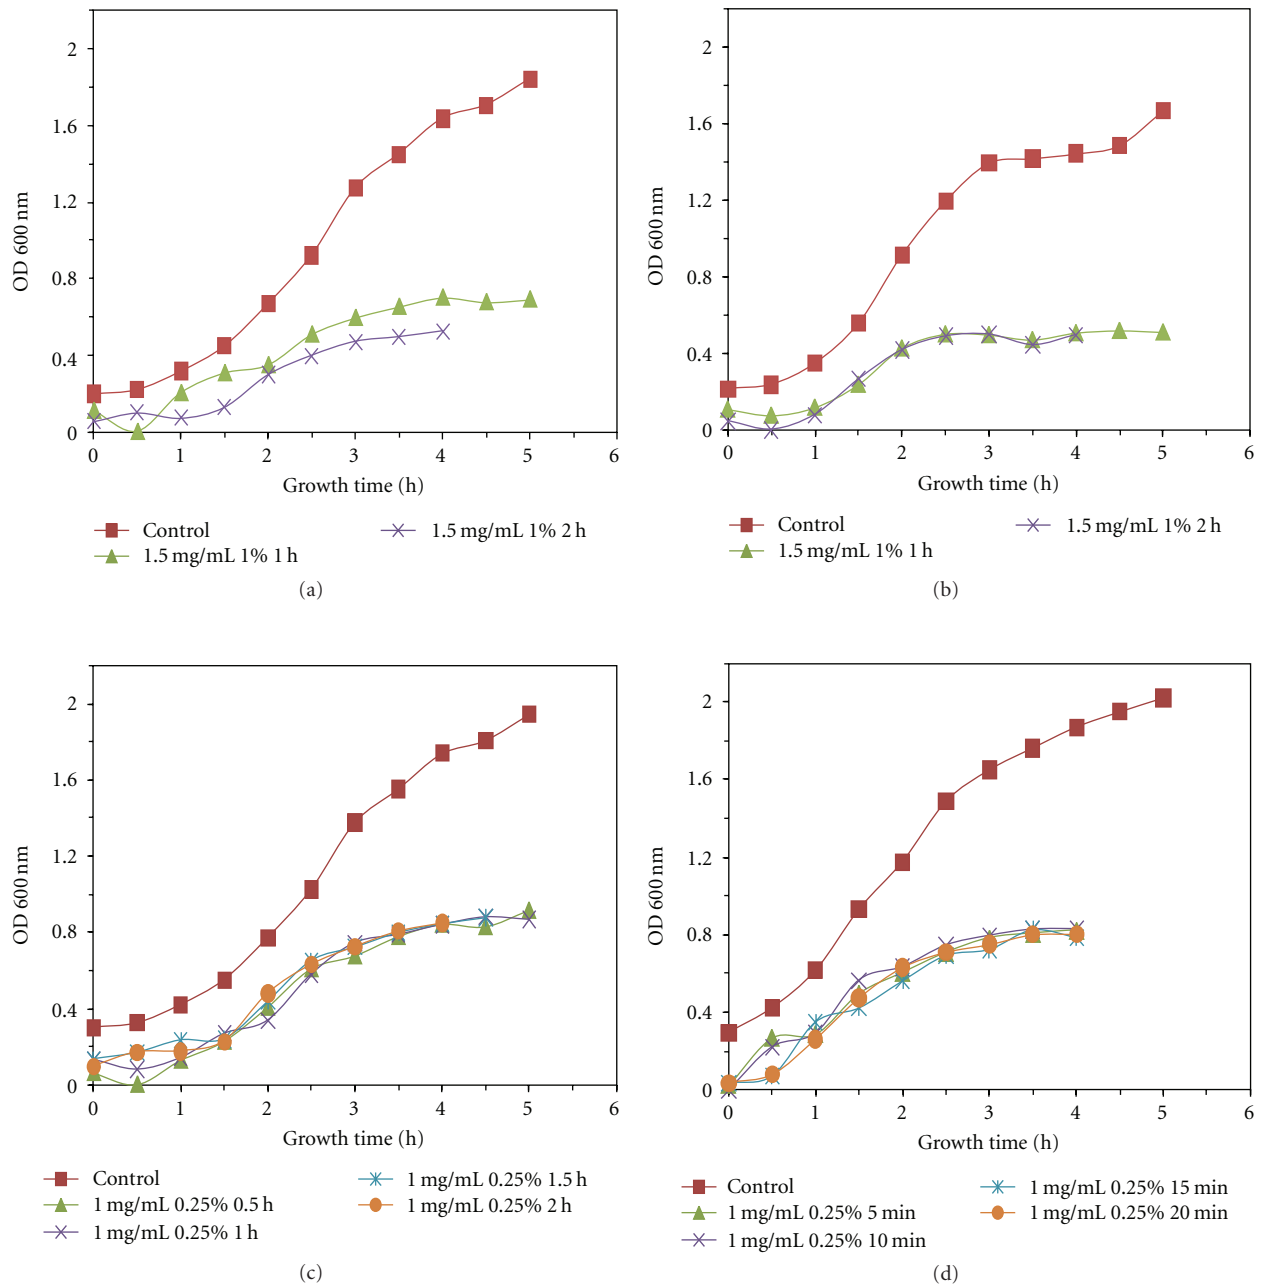 2
1.6
1.2
0.8
0.4
0
OD 600 nm
0 1 2 3 4 5 6
Growth time (h)
Control
1.5 mg/mL 1% 2 h
1.5 mg/mL 1% 1 h
(a)
2
1.6
1.2
0.8
0.4
0
OD 600 nm
0 1 2 3 4 5 6
Growth time (h)
Control
1.5 mg/mL 1% 2 h
1.5 mg/mL 1% 1 h
(b)
2
1.6
1.2
0.8
0.4
0
OD 600 nm
0 1 2 3 4 5 6
Growth time (h)
Control
1 mg/mL 0.25% 1.5 h
1 mg/mL 0.25% 0.5 h
1 mg/mL 0.25% 2 h
1 mg/mL 0.25% 1 h
(c)
2
1.6
1.2
0.8
0.4
0
OD 600 nm
0 1 2 3 4 5 6
Growth time (h)
Control
1 mg/mL 0.25% 15 min
1 mg/mL 0.25% 5 min
1 mg/mL 0.25% 20 min
1 mg/mL 0.25% 10 min
(d)